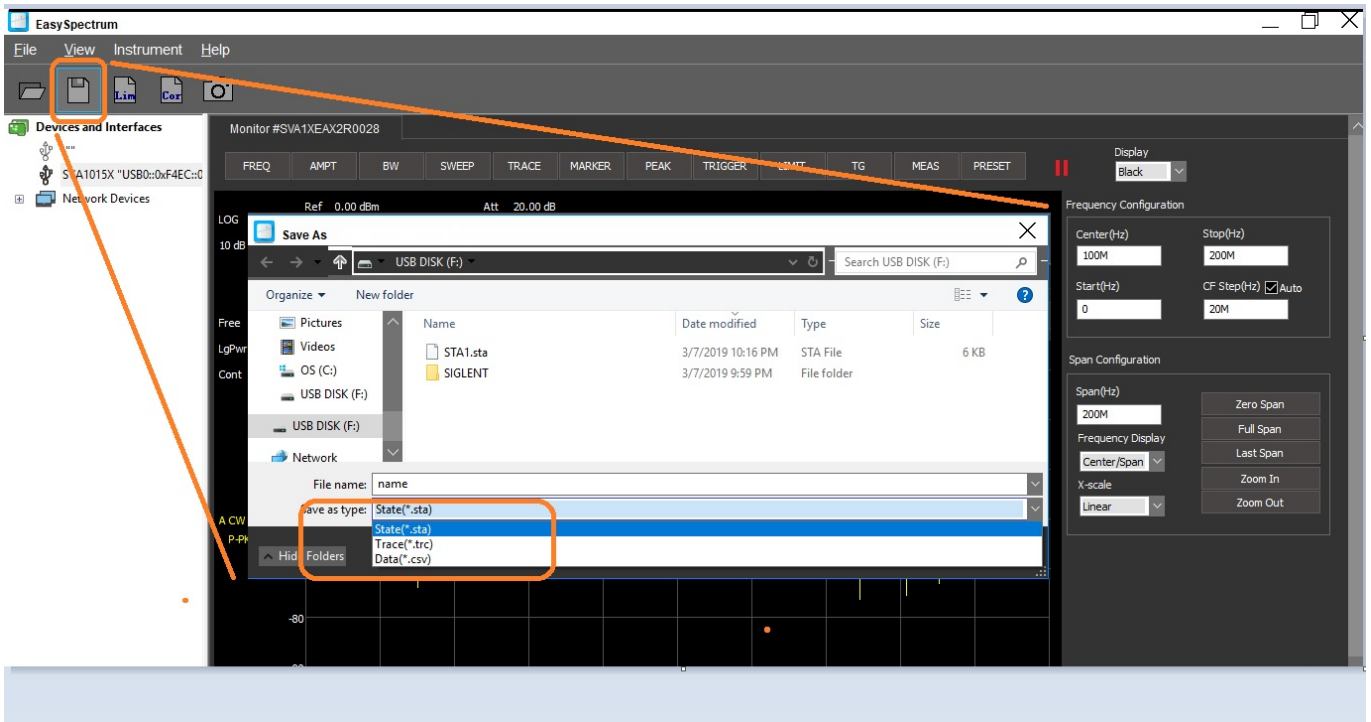 EasySpectrum
File View Instrument Help
Lim Cor
Devices and Interfaces
""
"USB0::0xF4EC::0
Network Devices
Monitor #SVA1XEAX2R0028
FREQ AMPT BW SWEEP TRACE MARKER PEAK TRIGGER LIMIT TG MEAS PRESET
Display
Black
Ref 0.00 dBm Att 20.00 dB
LOG
10 dB
Free
LgPwr
Cont
A CW
P-PK
-80
Save As
USB DISK (F:)
Search USB DISK (F:)
Organize New folder
Pictures
Videos
OS (C:)
USB DISK (F:)
USB DISK (F:)
Network
Name Date modified Type Size
STA1.sta 3/7/2019 10:16 PM STA File 6 KB
SIGLENT 3/7/2019 9:59 PM File folder
File name: name
Save as type: State(*.sta)
State(*.sta)
Trace(*.trc)
Data(*.csv)
Hide Folders
Frequency Configuration
Center(Hz) Stop(Hz)
100M 200M
Start(Hz) CF Step(Hz) Auto
0 20M
Span Configuration
Span(Hz)
200M
Zero Span
Full Span
Frequency Display
Last Span
Center/Span
Zoom In
X-scale
Linear
Zoom Out